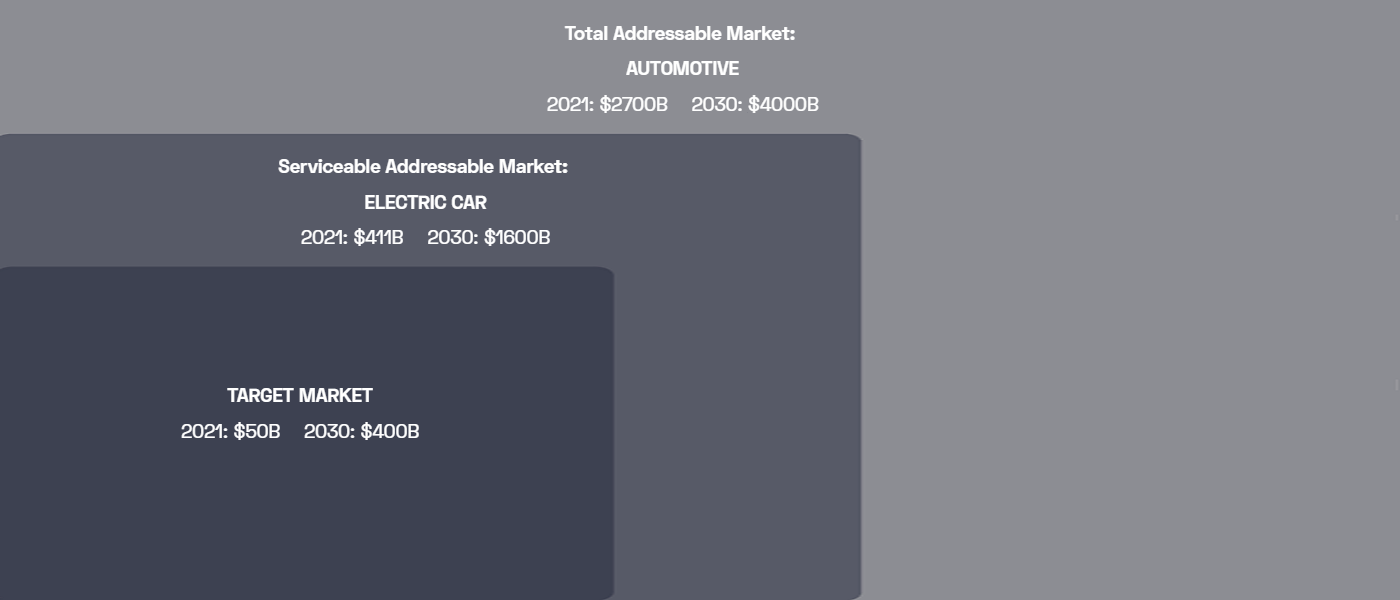 Total Addressable Market:
AUTOMOTIVE
2021: $2700B 2030: $4000B
Serviceable Addressable Market:
ELECTRIC CAR
2021: $411B 2030: $1600B
TARGET MARKET
2021: $50B 2030: $400B